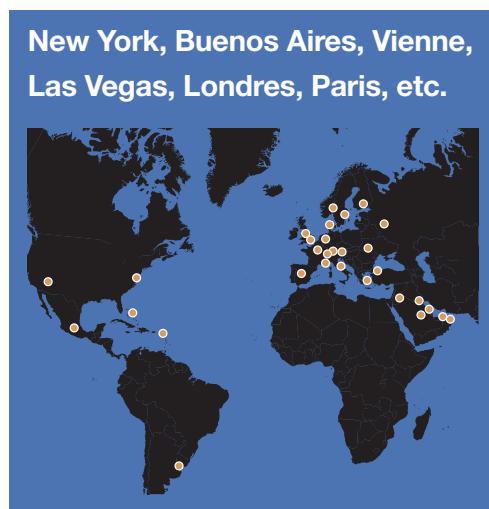 New York, Buenos Aires, Vienne,
Las Vegas, Londres, Paris, etc.